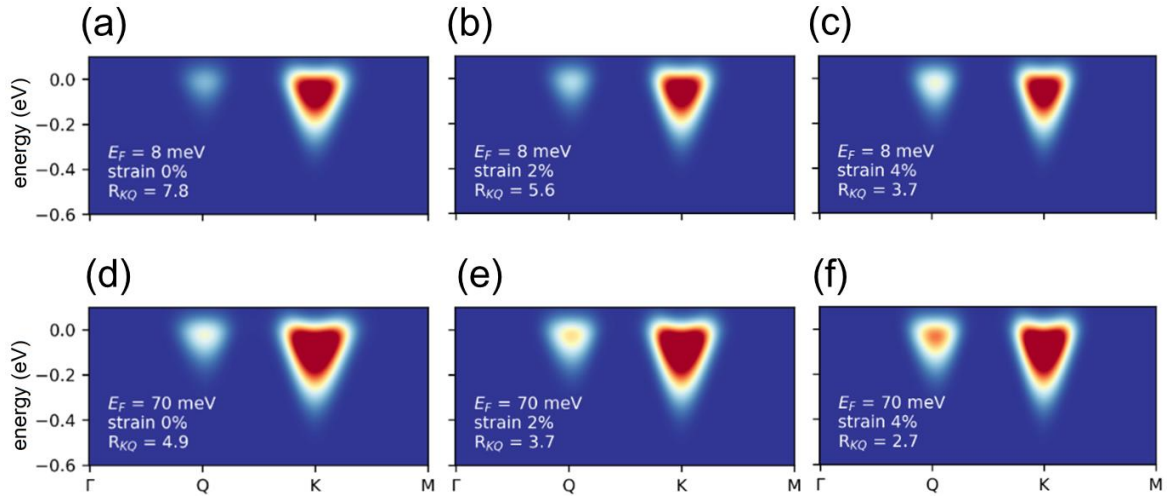 (a)
(b)
(c)
energy (eV)
0.0
−0.2
−0.4
−0.6
E_F = 8 meV
strain 0%
R_KQ = 7.8
E_F = 8 meV
strain 2%
R_KQ = 5.6
E_F = 8 meV
strain 4%
R_KQ = 3.7
Γ Q K M
Γ Q K M
Γ Q K M
(d)
(e)
(f)
energy (eV)
0.0
−0.2
−0.4
−0.6
E_F = 70 meV
strain 0%
R_KQ = 4.9
E_F = 70 meV
strain 2%
R_KQ = 3.7
E_F = 70 meV
strain 4%
R_KQ = 2.7
Γ Q K M
Γ Q K M
Γ Q K M